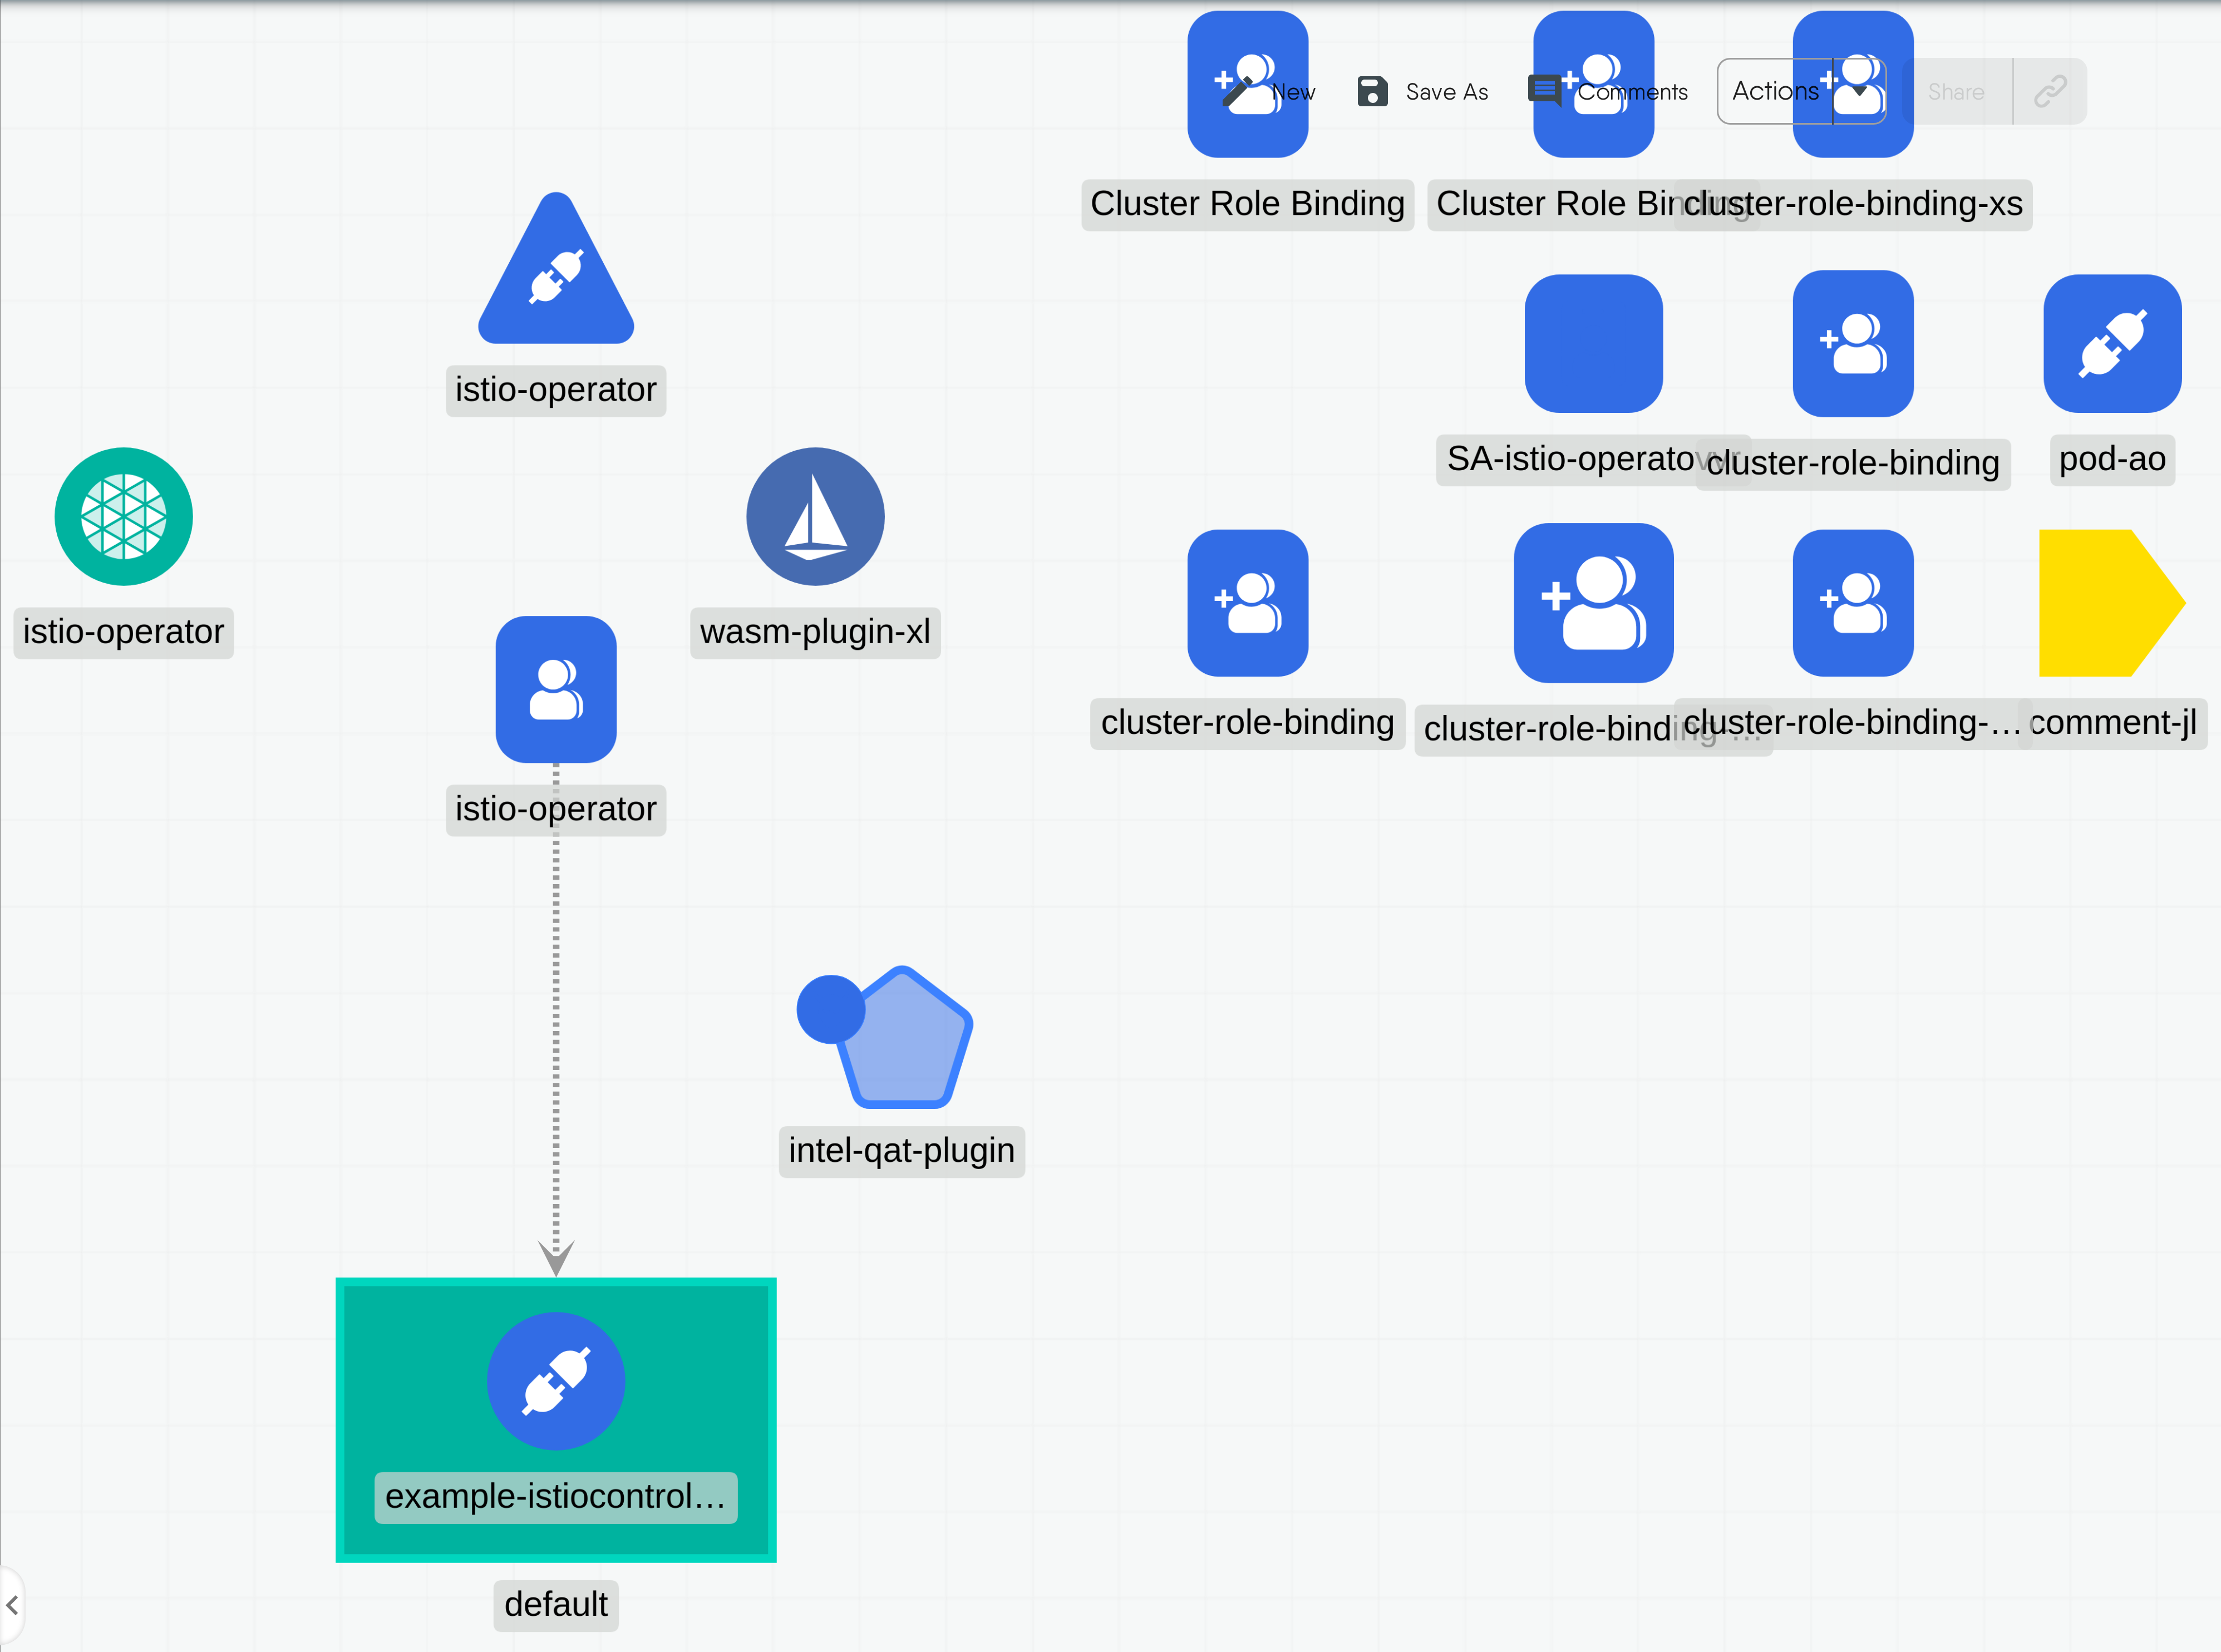 New
Save As
Comments
Actions
Share
Cluster Role Binding
Cluster Role Binding
cluster-role-binding-xs
istio-operator
SA-istio-operato
cluster-role-binding
pod-ao
istio-operator
wasm-plugin-xl
cluster-role-binding
cluster-role-binding-…
cluster-role-binding-…
comment-jl
istio-operator
intel-qat-plugin
example-istiocontrol…
default